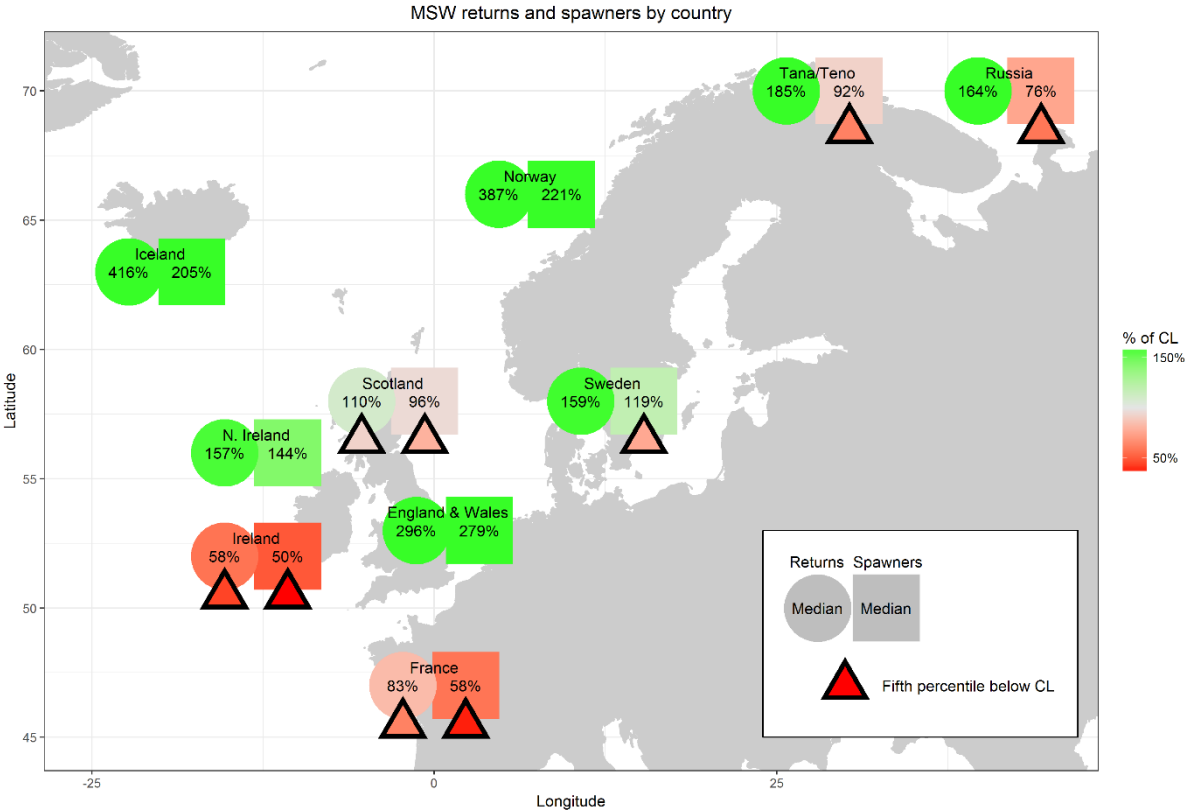 MSW returns and spawners by country
Tana/Teno
185% 92%
Russia
164% 76%
Norway
387% 221%
Iceland
416% 205%
Scotland
110% 96%
Sweden
159% 119%
N. Ireland
157% 144%
England & Wales
296% 279%
Ireland
58% 50%
France
83% 58%
70
65
60
55
50
45
Latitude
-25 0 25
Longitude
% of CL
150%
50%
Returns Spawners
Median Median
Fifth percentile below CL